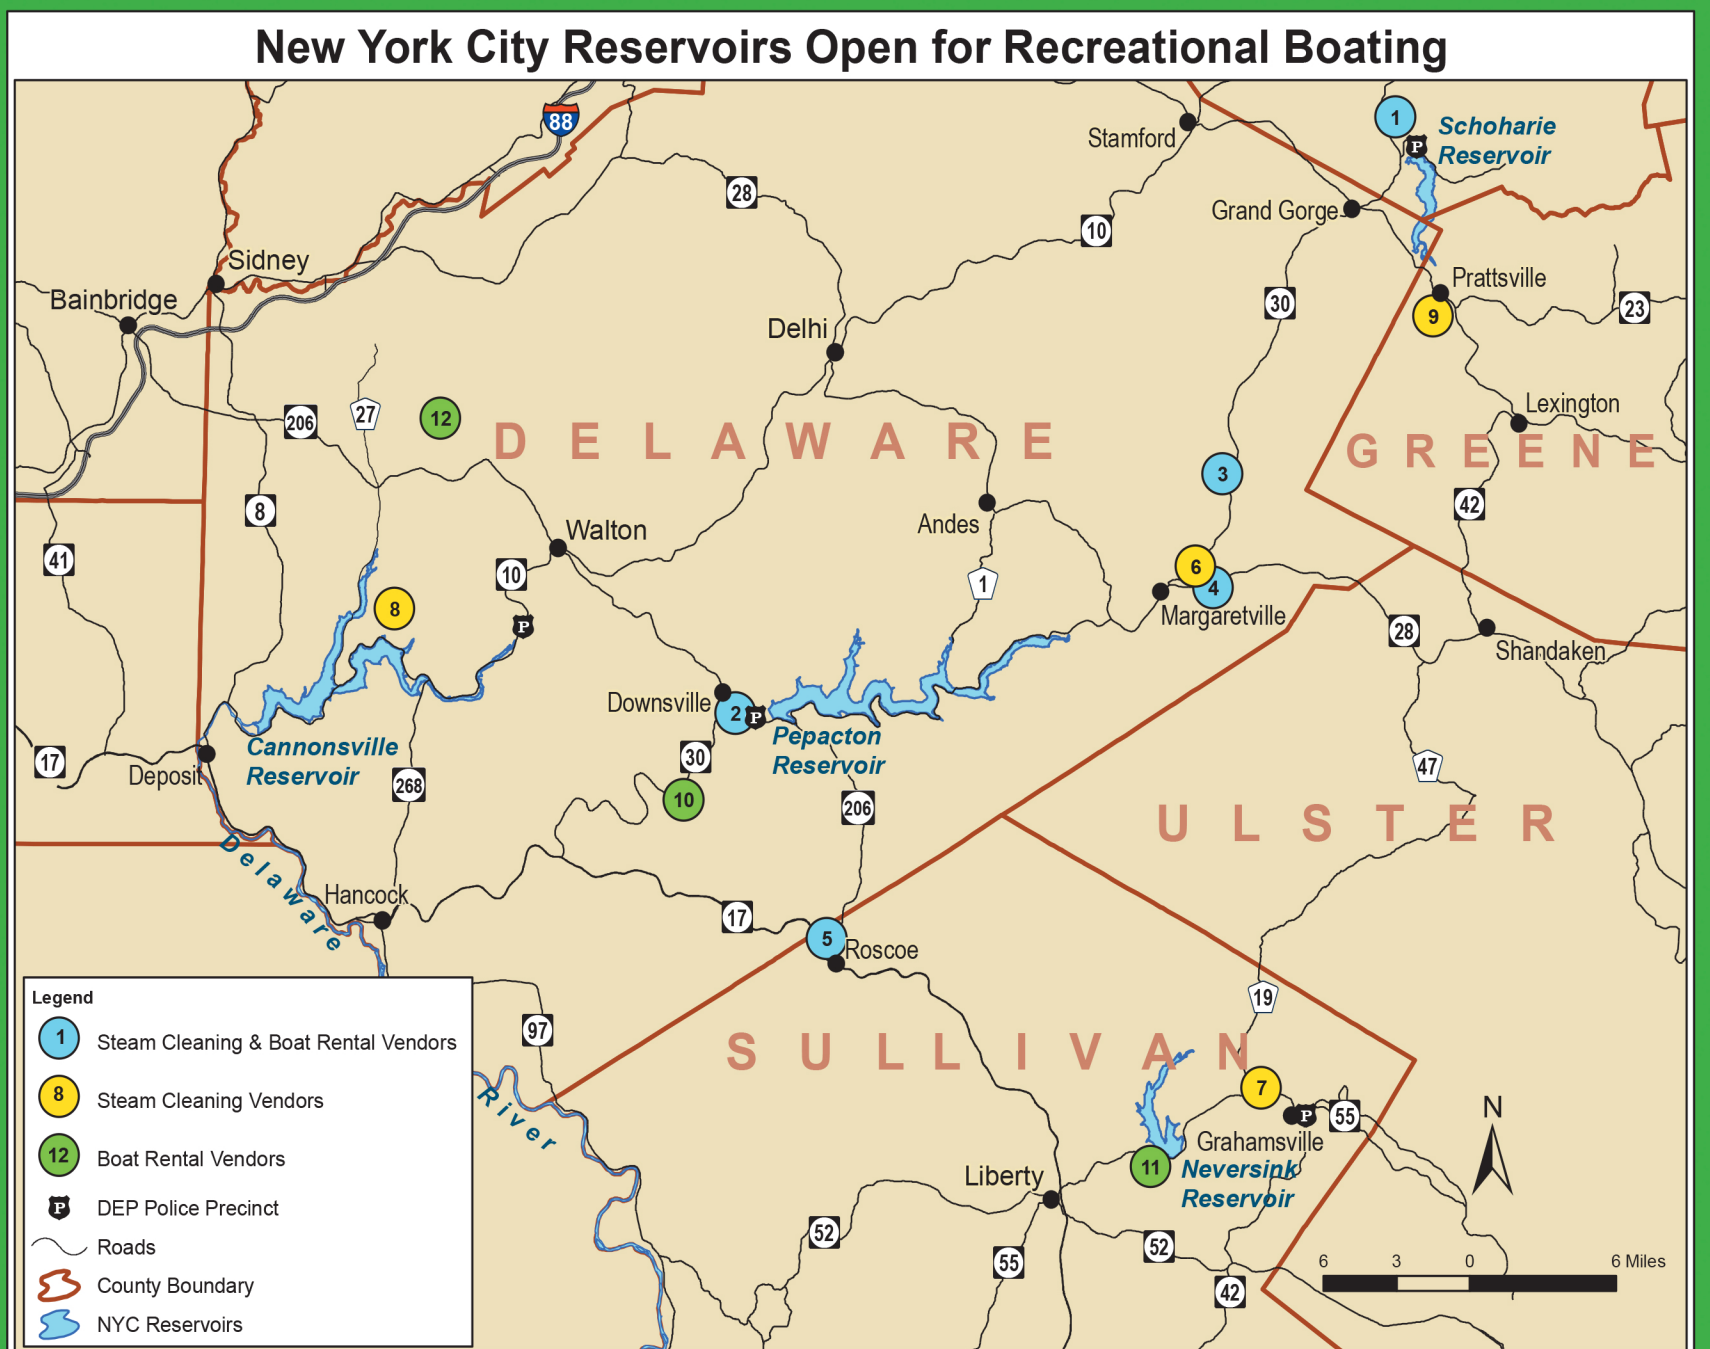 New York City Reservoirs Open for Recreational Boating
88
1
Schoharie
Reservoir
P
Stamford
28
10
Grand Gorge
Sidney
Bainbridge
30
Prattsville
23
9
Delhi
206
27
12
DELAWARE
Lexington
GREENE
3
42
8
Andes
Walton
41
10
1
6
4
Margaretville
8
P
28
Shandaken
Downsville
2
P
Pepacton
Reservoir
Cannonsville
Reservoir
17
Deposit
30
47
268
10
206
ULSTER
Delaware
Hancock
17
5
Roscoe
19
97
SULLIVAN
River
7
P
55
Grahamsville
11
Neversink
Reservoir
Liberty
N
52
55
52
42
6 3 0 6 Miles
Legend
1 Steam Cleaning & Boat Rental Vendors
8 Steam Cleaning Vendors
12 Boat Rental Vendors
P DEP Police Precinct
Roads
County Boundary
NYC Reservoirs